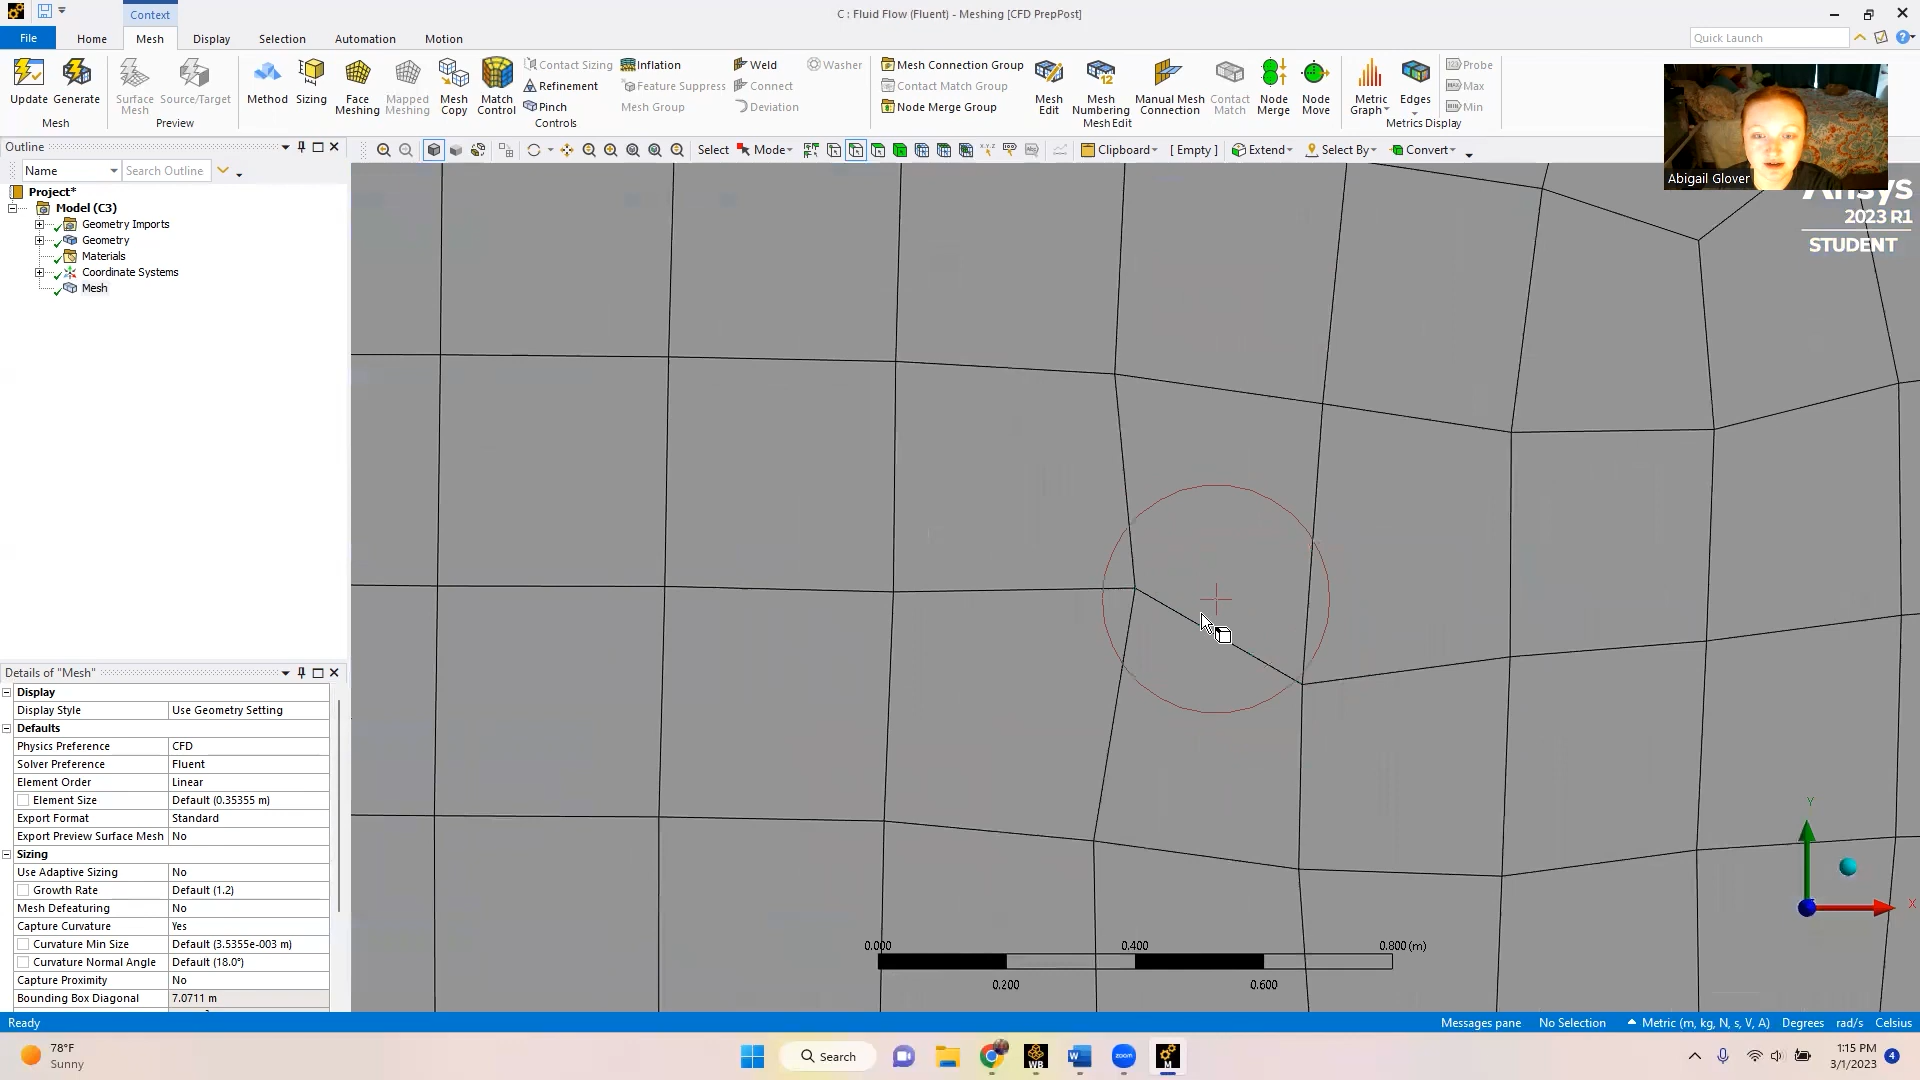 Context
C : Fluid Flow (Fluent) - Meshing [CFD PrepPost]
File Home Mesh Display Selection Automation Motion
Quick Launch
Update Generate
Mesh
Surface Mesh Source/Target
Preview
Method Sizing Face Meshing Mapped Meshing Mesh Copy Match Control
Contact Sizing
Refinement
Pinch
Inflation
Feature Suppress
Mesh Group
Weld
Connect
Deviation
Washer
Controls
Mesh Connection Group
Contact Match Group
Node Merge Group
Mesh Edit Mesh Numbering Manual Mesh Connection Contact Match Node Merge Node Move
Mesh Edit
Metric Graph Edges
Probe
Max
Min
Metrics Display
Abigail Glover
Outline
Name Search Outline
Select Mode Clipboard [ Empty ] Extend Select By Convert
Project*
Model (C3)
Geometry Imports
Geometry
Materials
Coordinate Systems
Mesh
Ansys
2023 R1
STUDENT
Details of "Mesh"
Display
Display Style Use Geometry Setting
Defaults
Physics Preference CFD
Solver Preference Fluent
Element Order Linear
Element Size Default (0.35355 m)
Export Format Standard
Export Preview Surface Mesh No
Sizing
Use Adaptive Sizing No
Growth Rate Default (1.2)
Mesh Defeaturing No
Capture Curvature Yes
Curvature Min Size Default (3.5355e-003 m)
Curvature Normal Angle Default (18.0°)
Capture Proximity No
Bounding Box Diagonal 7.0711 m
0.000 0.400 0.800 (m)
0.200 0.600
Y
X
Ready
Messages pane No Selection Metric (m, kg, N, s, V, A) Degrees rad/s Celsius
78°F
Sunny
Search
WB
W
zoom
M
1:15 PM
3/1/2023
4